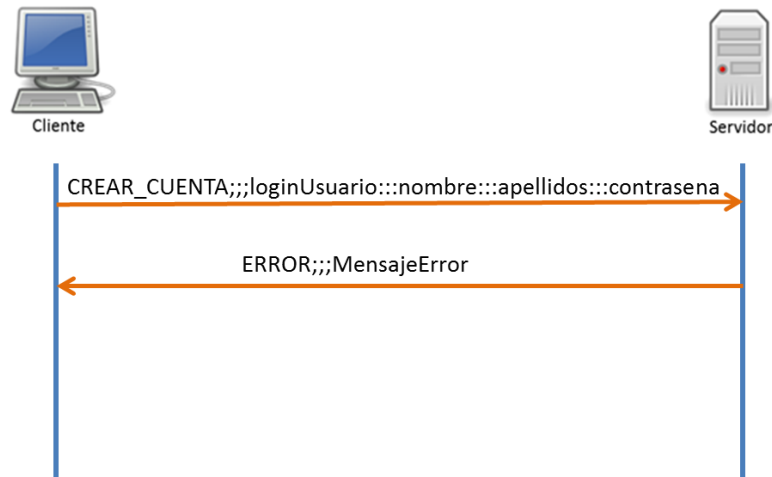 Cliente
Servidor
CREAR_CUENTA;;;loginUsuario:::nombre:::apellidos:::contrasena
ERROR;;;MensajeError